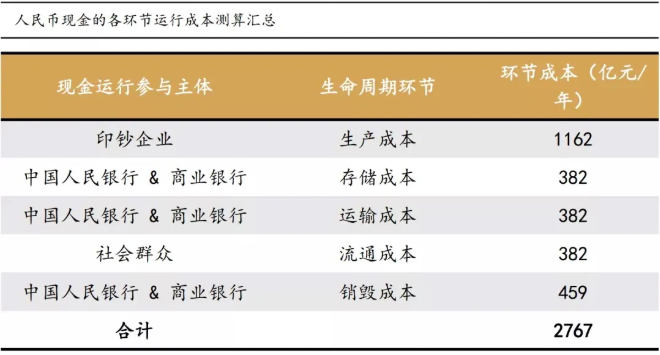 人民币现金的各环节运行成本测算汇总
现金运行参与主体 生命周期环节 环节成本（亿元/
年）
印钞企业 生产成本 1162
中国人民银行 & 商业银行 存储成本 382
中国人民银行 & 商业银行 运输成本 382
社会群众 流通成本 382
中国人民银行 & 商业银行 销毁成本 459
合计 2767